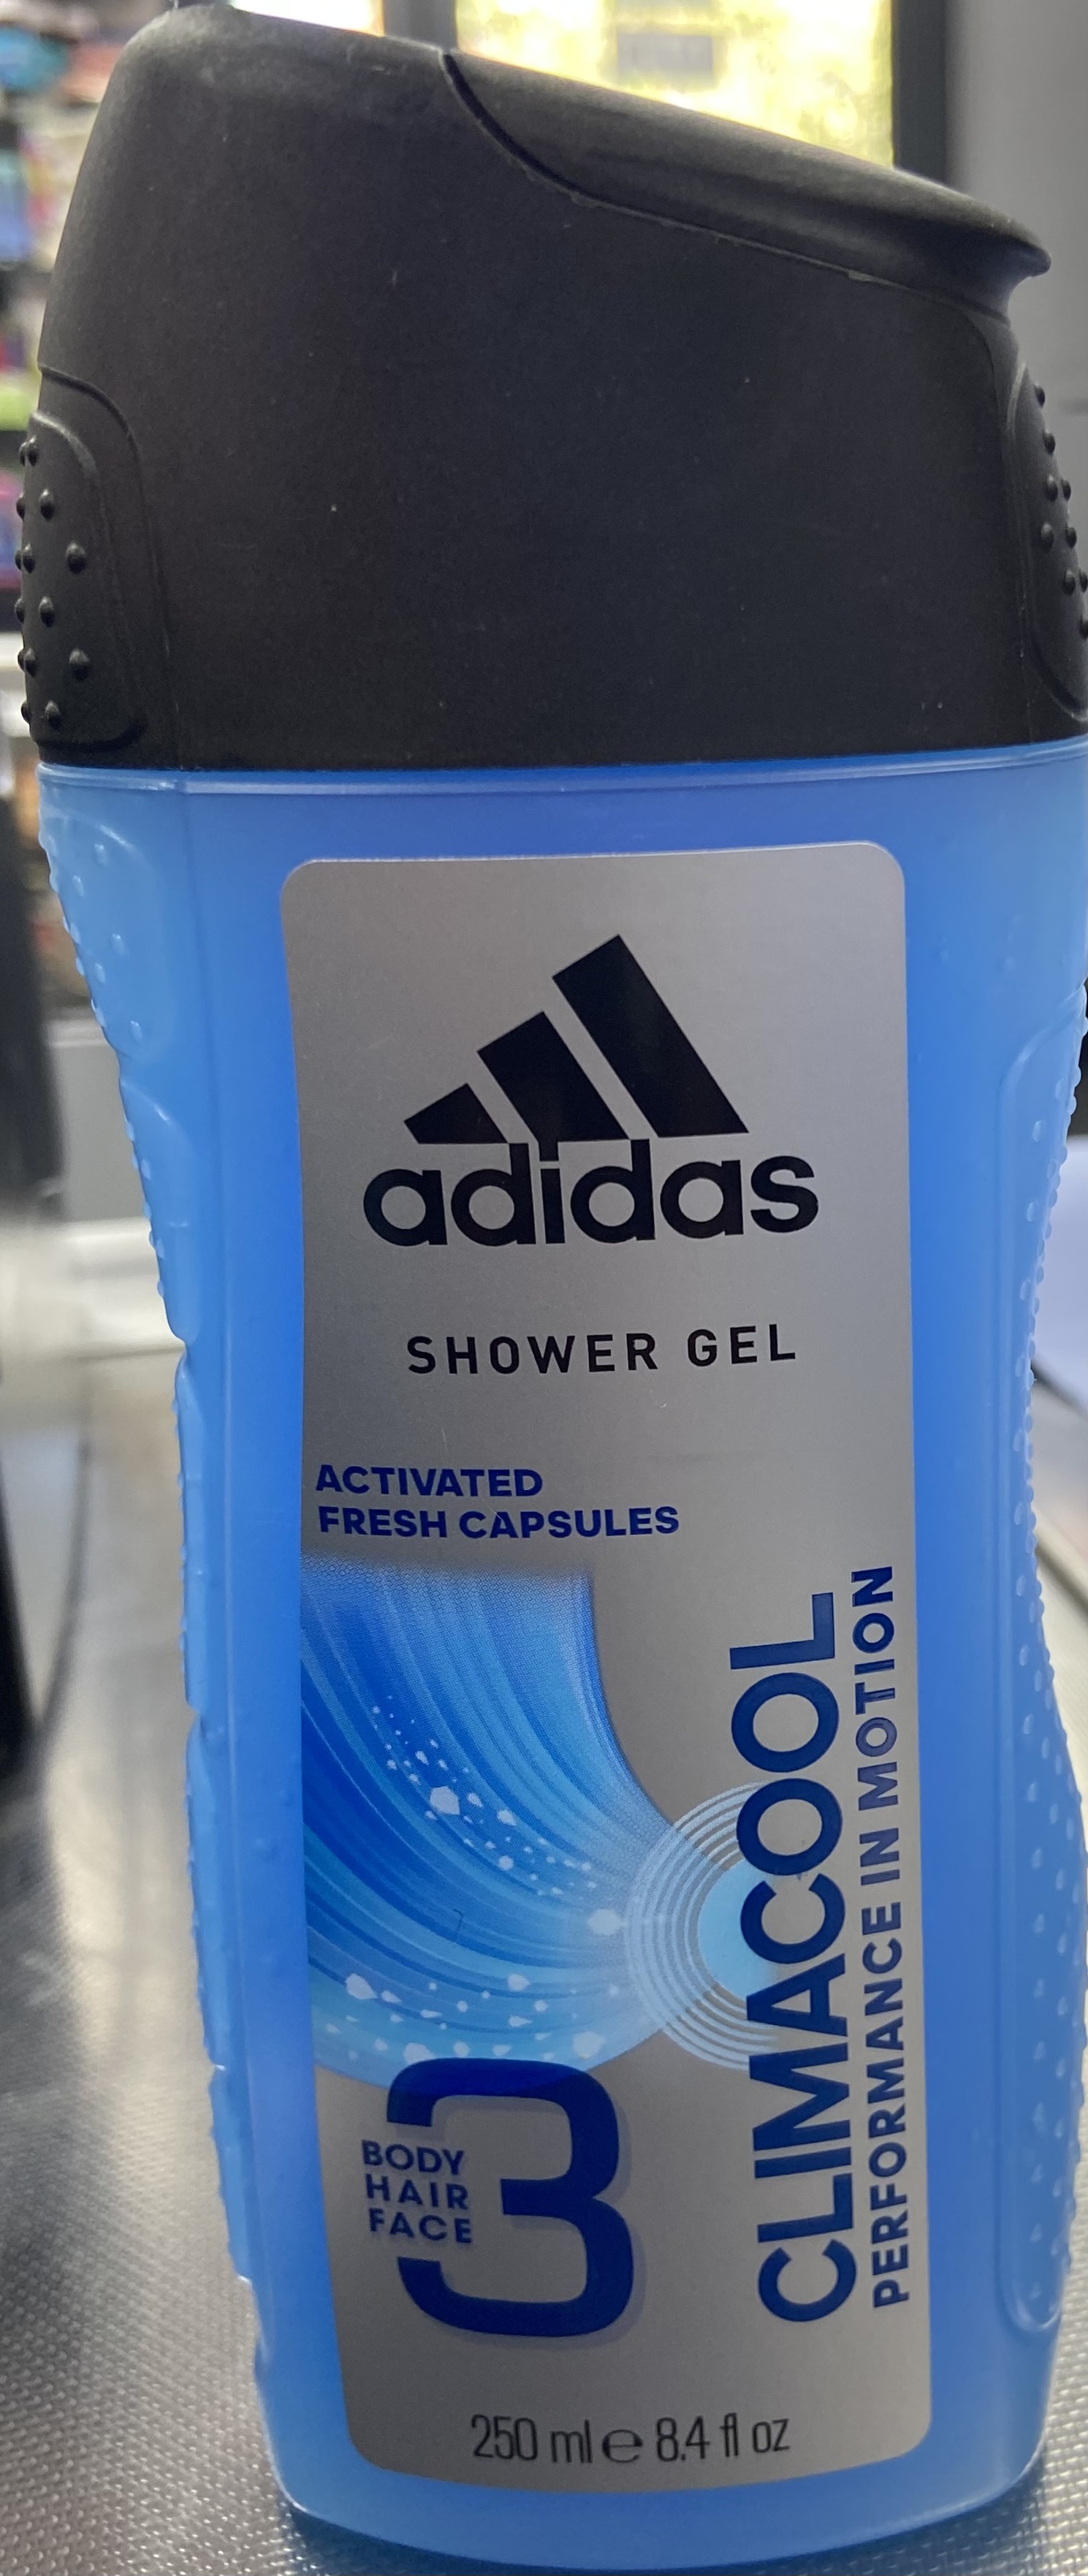 adidas
SHOWER GEL
ACTIVATED
FRESH CAPSULES
CLIMACOOL
PERFORMANCE IN MOTION
3
BODY
HAIR
FACE
250 ml e 8.4 fl oz